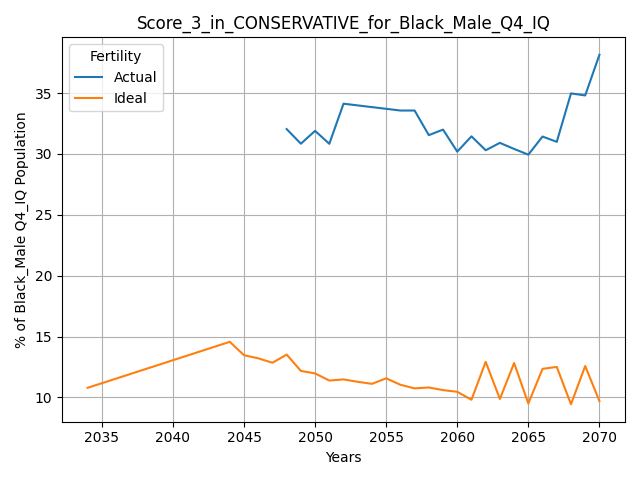 Score_3_in_CONSERVATIVE_for_Black_Male_Q4_IQ
Fertility
Actual
Ideal
% of Black_Male Q4_IQ Population
35
30
25
20
15
10
2035 2040 2045 2050 2055 2060 2065 2070
Years